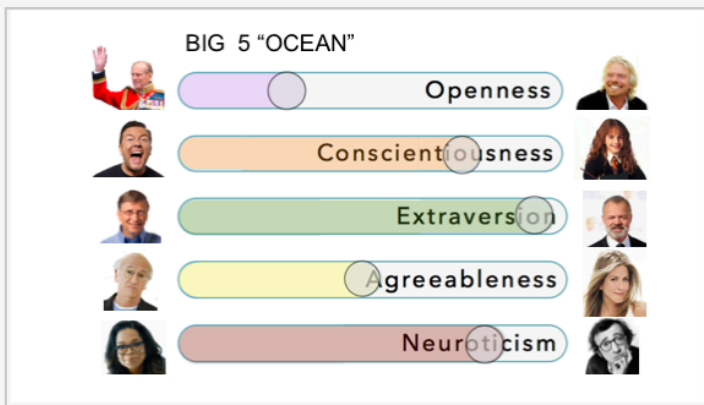 BIG 5 “OCEAN”
Openness
Conscientiousness
Extraversion
Agreeableness
Neuroticism